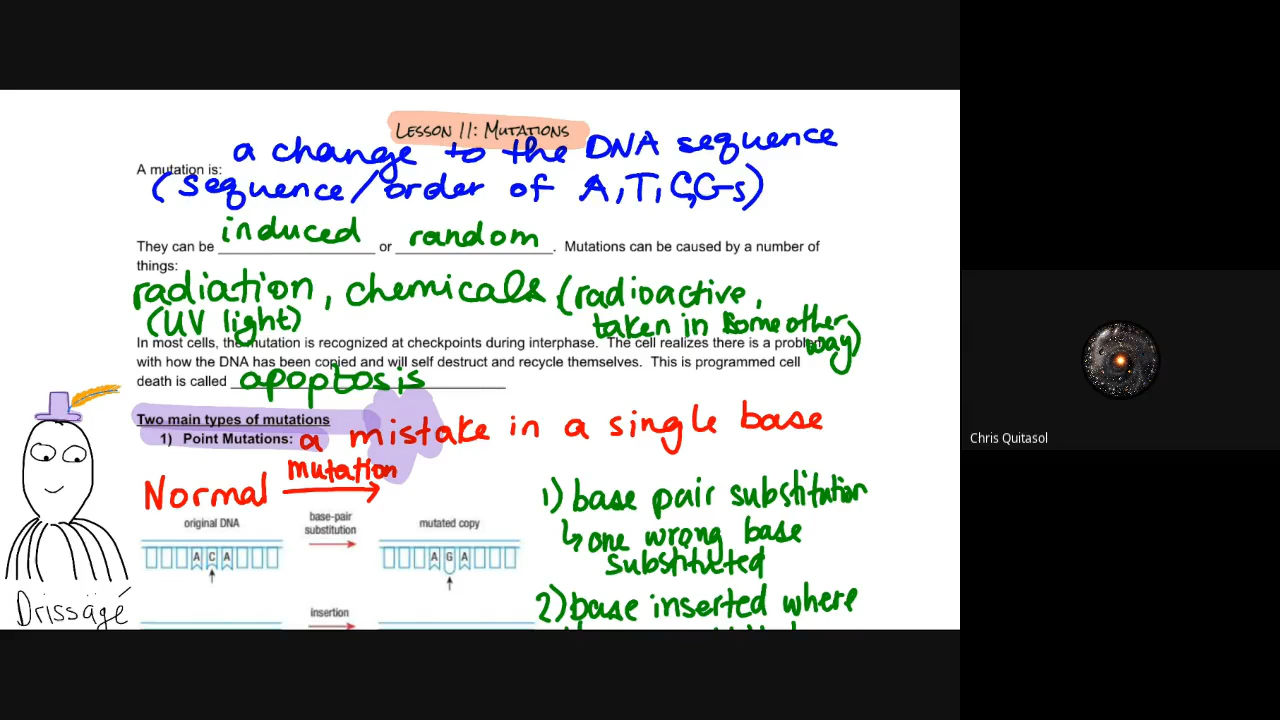 LESSON 11: MUTATIONS
a change to the DNA sequence
A mutation is:
(sequence/order of A,T,C,Gs)
They can be induced or random. Mutations can be caused by a number of
things:
radiation, chemicals (radioactive,
(UV light) taken in some other
way)
In most cells, the mutation is recognized at checkpoints during interphase. The cell realizes there is a problem
with how the DNA has been copied and will self destruct and recycle themselves. This is programmed cell
death is called apoptosis
Two main types of mutations
1) Point Mutations: a mistake in a single base
Normal mutation
original DNA base-pair substitution mutated copy
A C A A G A
1) base pair substitution
↳ one wrong base
substituted
2) base inserted where
insertion
Drissägé
Chris Quitasol